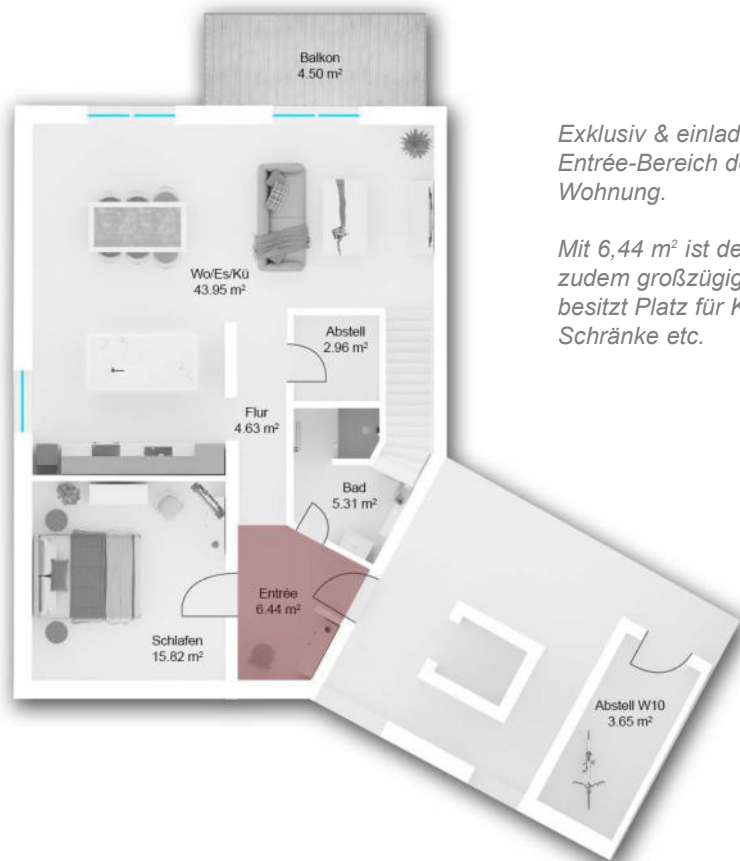 Balkon
4.50 m²
Exklusiv & einlad
Entrée-Bereich de
Wohnung.
Mit 6,44 m² ist de
zudem großzügig
besitzt Platz für K
Schränke etc.
Wo/Es/Kü
43.95 m²
Abstell
2.96 m²
Flur
4.63 m²
Bad
5.31 m²
Entrée
6.44 m²
Schlafen
15.82 m²
Abstell W10
3.65 m²